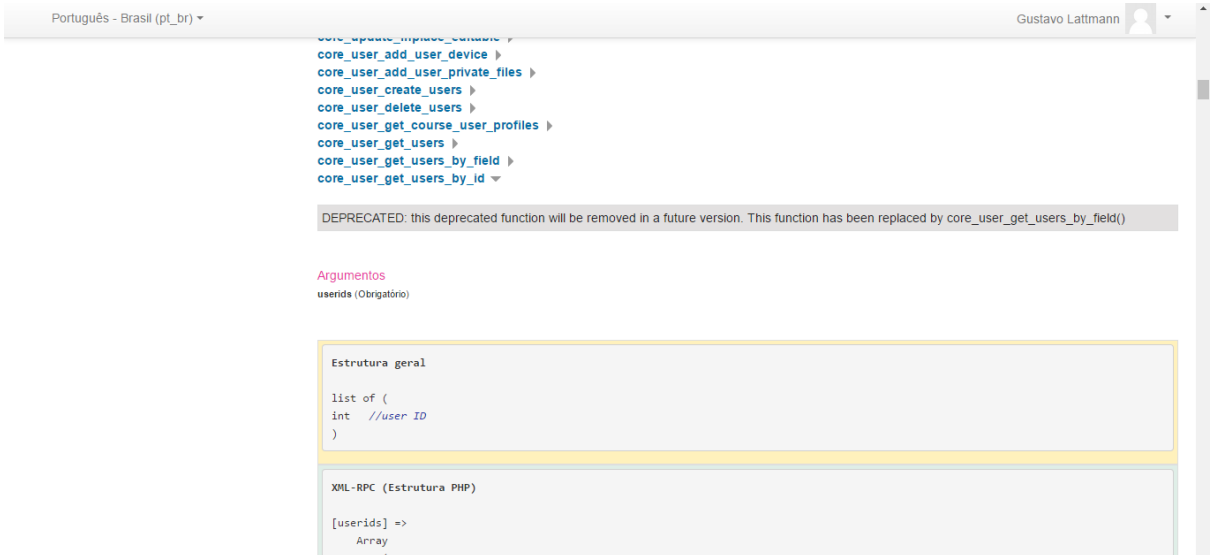 Português - Brasil (pt_br)
Gustavo Lattmann
core_update_inplace_editable
core_user_add_user_device
core_user_add_user_private_files
core_user_create_users
core_user_delete_users
core_user_get_course_user_profiles
core_user_get_users
core_user_get_users_by_field
core_user_get_users_by_id
DEPRECATED: this deprecated function will be removed in a future version. This function has been replaced by core_user_get_users_by_field()
Argumentos
userids (Obrigatório)
Estrutura geral
list of (
int //user ID
)
XML-RPC (Estrutura PHP)
[userids] =>
Array